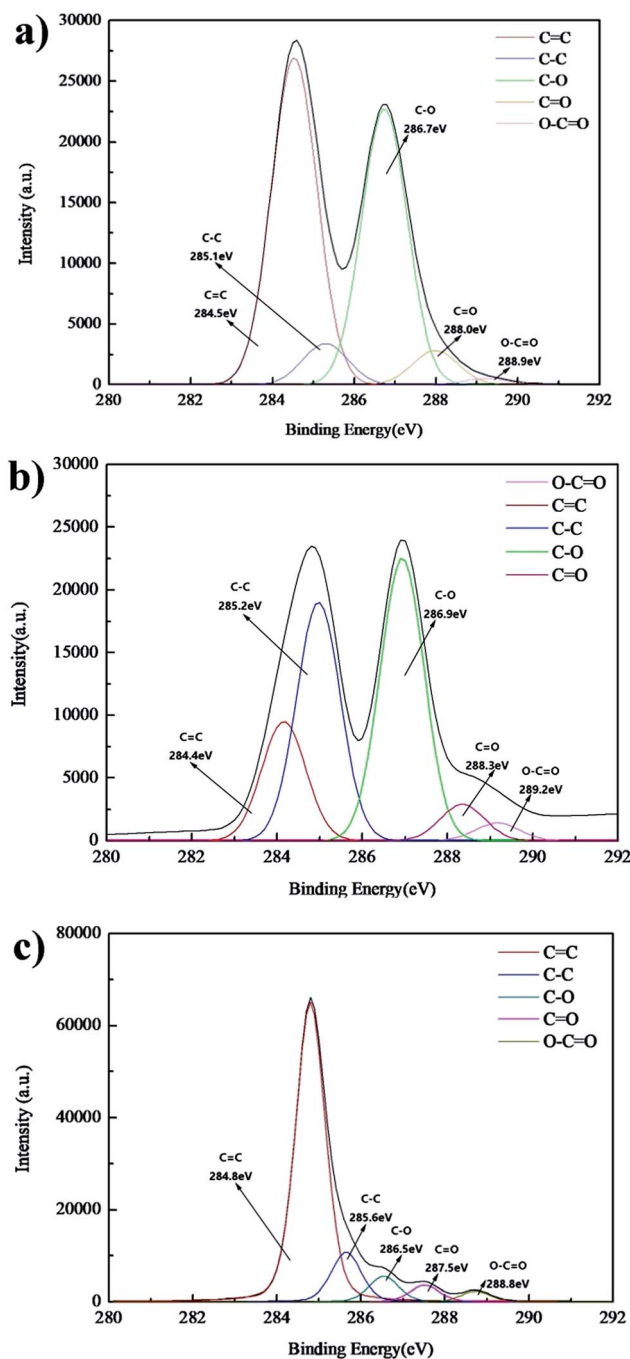 a)
30000
25000
20000
15000
10000
5000
0
Intensity (a.u.)
C=C
C-C
C-O
C=O
O-C=O
C-O
286.7eV
C-C
285.1eV
C=C
284.5eV
C=O
288.0eV
O-C=O
288.9eV
280 282 284 286 288 290 292
Binding Energy(eV)
b)
30000
25000
20000
15000
10000
5000
0
Intensity(a.u.)
O-C=O
C=C
C-C
C-O
C=O
C-C
285.2eV
C-O
286.9eV
C=C
284.4eV
C=O
288.3eV
O-C=O
289.2eV
280 282 284 286 288 290 292
Binding Energy(eV)
c)
80000
60000
40000
20000
0
Intensity (a.u.)
C=C
C-C
C-O
C=O
O-C=O
C=C
284.8eV
C-C
285.6eV
C-O
286.5eV
C=O
287.5eV
O-C=O
288.8eV
280 282 284 286 288 290 292
Binding Energy(eV)